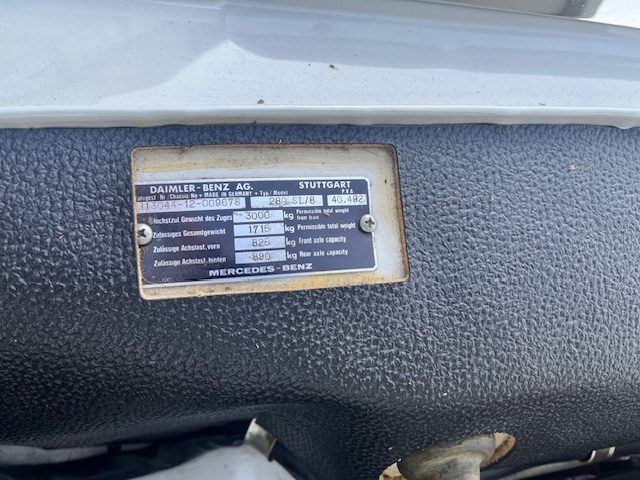 DAIMLER-BENZ AG. STUTTGART
Fahrgest Nr/Chassis-No • MADE IN GERMANY • Typ/Model P.K.A.
113044-12-009678 280 SL/8 40.492
Höchstzul Gewicht des Zuges 3000 kg Permissible total weight from train
Zulässiges Gesamtgewicht 1715 kg Permissible total weight
Zulässige Achslast, vorn 825 kg Front axle capacity
Zulässige Achslast, hinten 890 kg Rear axle capacity
MERCEDES-BENZ